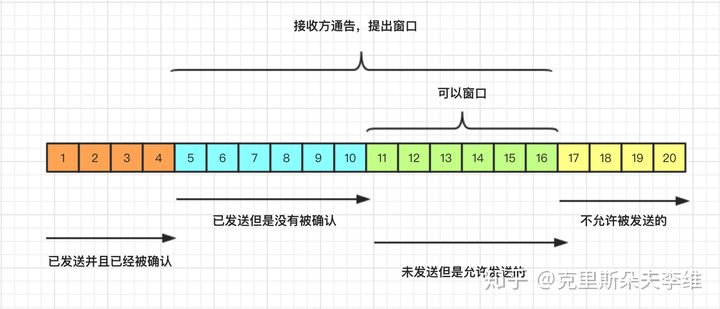 接收方通告，提出窗口
可以窗口
1 2 3 4 5 6 7 8 9 10 11 12 13 14 15 16 17 18 19 20
已发送但是没有被确认
不允许被发送的
已发送并且已经被确认
未发送但是允许发送的
知乎 @克里斯朵夫李维